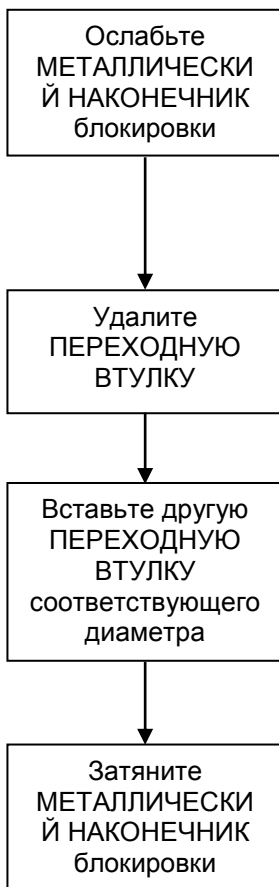 Ослабьте
МЕТАЛЛИЧЕСКИ
Й НАКОНЕЧНИК
блокировки
Удалите
ПЕРЕХОДНУЮ
ВТУЛКУ
Вставьте другую
ПЕРЕХОДНУЮ
ВТУЛКУ
соответствующего
диаметра
Затяните
МЕТАЛЛИЧЕСКИ
Й НАКОНЕЧНИК
блокировки